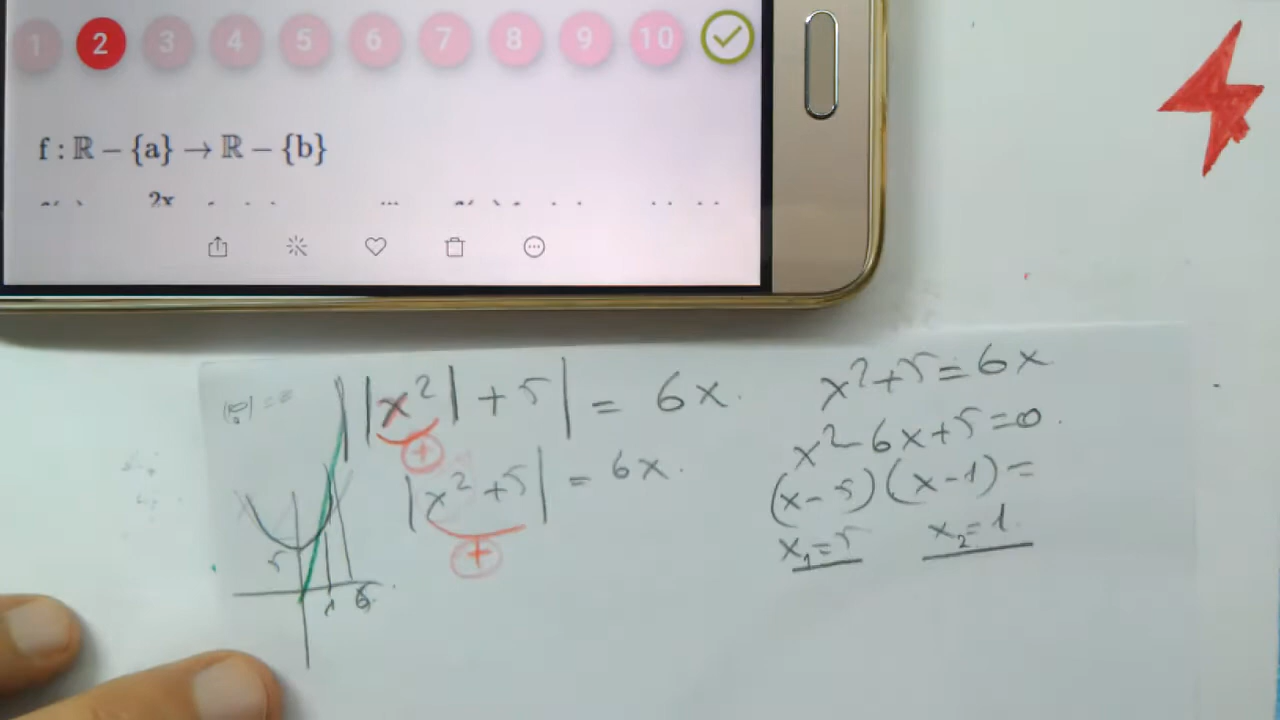 1 2 3 4 5 6 7 8 9 10
f : ℝ − {a} → ℝ − {b}
2x
||x²| + 5| = 6x
+
|x² + 5| = 6x
+
5
1
x² + 5 = 6x
x² - 6x + 5 = 0
(x - 5)(x - 1) =
x₁ = 5 x₂ = 1